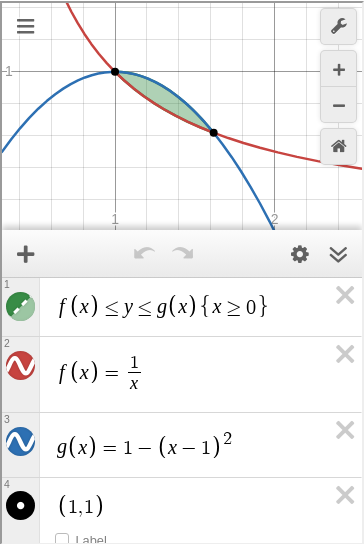 1
1
2
1
f(x) ≤ y ≤ g(x) {x ≥ 0}
2
f(x) = 1/x
3
g(x) = 1 − (x − 1)²
4
(1,1)
Label